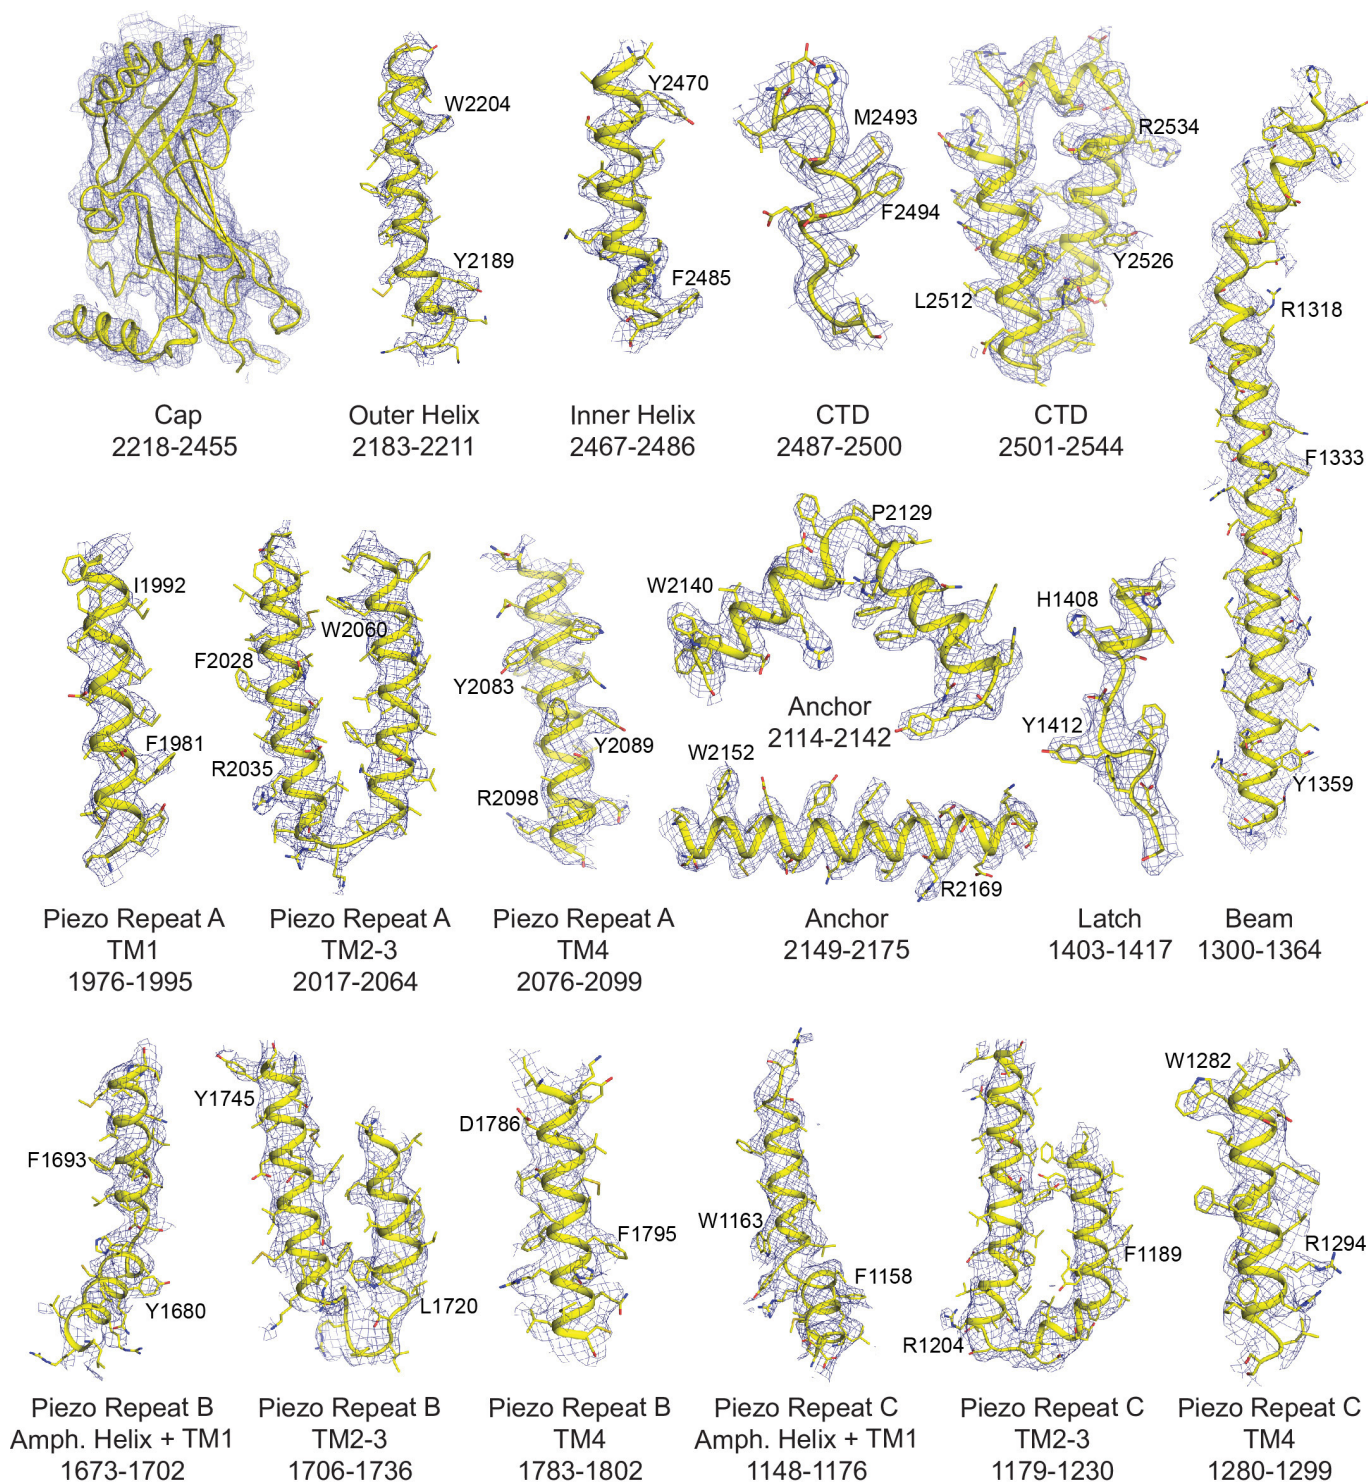 W2204
Y2189
Y2470
F2485
M2493
F2494
R2534
Y2526
L2512
R1318
F1333
Y1359
Cap
2218-2455
Outer Helix
2183-2211
Inner Helix
2467-2486
CTD
2487-2500
CTD
2501-2544
I1992
F1981
W2060
F2028
R2035
Y2083
Y2089
R2098
P2129
W2140
Anchor
2114-2142
W2152
R2169
H1408
Y1412
Piezo Repeat A
TM1
1976-1995
Piezo Repeat A
TM2-3
2017-2064
Piezo Repeat A
TM4
2076-2099
Anchor
2149-2175
Latch
1403-1417
Beam
1300-1364
F1693
Y1680
Y1745
L1720
D1786
F1795
W1163
F1158
F1189
R1204
W1282
R1294
Piezo Repeat B
Amph. Helix + TM1
1673-1702
Piezo Repeat B
TM2-3
1706-1736
Piezo Repeat B
TM4
1783-1802
Piezo Repeat C
Amph. Helix + TM1
1148-1176
Piezo Repeat C
TM2-3
1179-1230
Piezo Repeat C
TM4
1280-1299